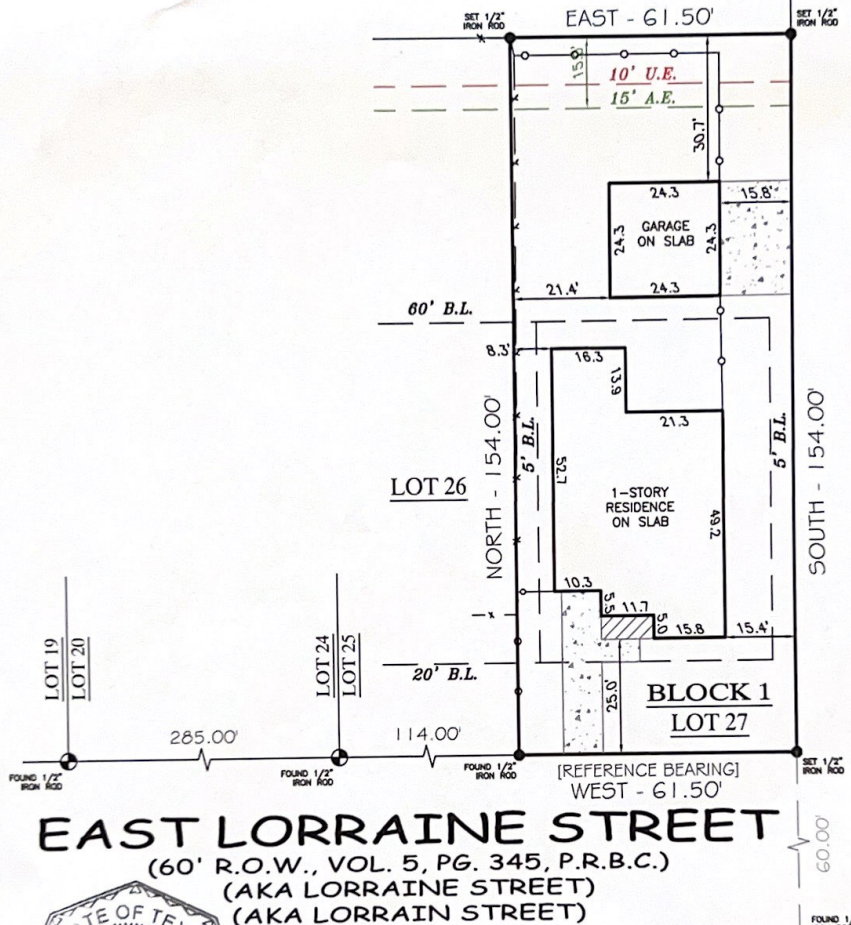 SET 1/2"
IRON ROD
EAST - 61.50'
SET 1/2"
IRON ROD
10' U.E.
15' A.E.
30.7'
24.3
15.8'
GARAGE
ON SLAB
24.3
24.3
24.3
21.4'
60' B.L.
8.3'
16.3
13.9
21.3
5' B.L.
5' B.L.
NORTH - 154.00'
SOUTH - 154.00'
LOT 26
52.7
1-STORY
RESIDENCE
ON SLAB
49.2
10.3
5.5
11.7
5.0
15.8
15.4'
LOT 19
LOT 20
LOT 24
LOT 25
20' B.L.
25.0'
BLOCK 1
LOT 27
285.00'
114.00'
FOUND 1/2"
IRON ROD
FOUND 1/2"
IRON ROD
FOUND 1/2"
IRON ROD
[REFERENCE BEARING]
WEST - 61.50'
SET 1/2"
IRON ROD
EAST LORRAINE STREET
(60' R.O.W., VOL. 5, PG. 345, P.R.B.C.)
(AKA LORRAINE STREET)
(AKA LORRAIN STREET)
60.00'
OF
FOUND